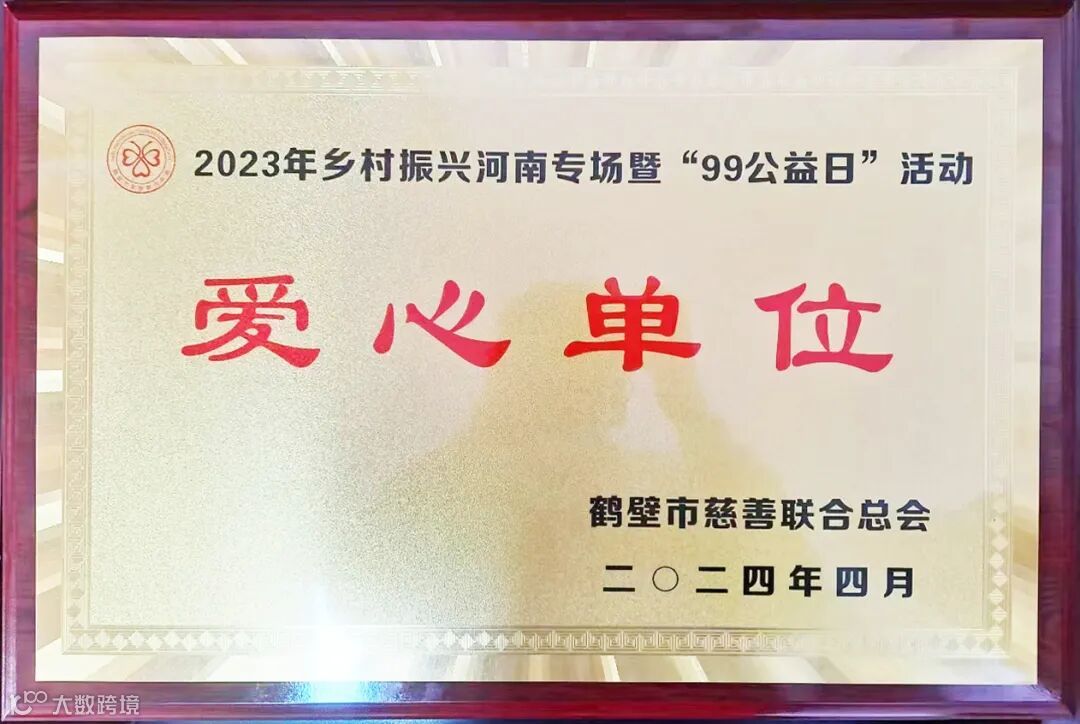 2023年乡村振兴河南专场暨“99公益日”活动
爱心单位
鹤壁市慈善联合总会
二〇二四年四月
大数跨境